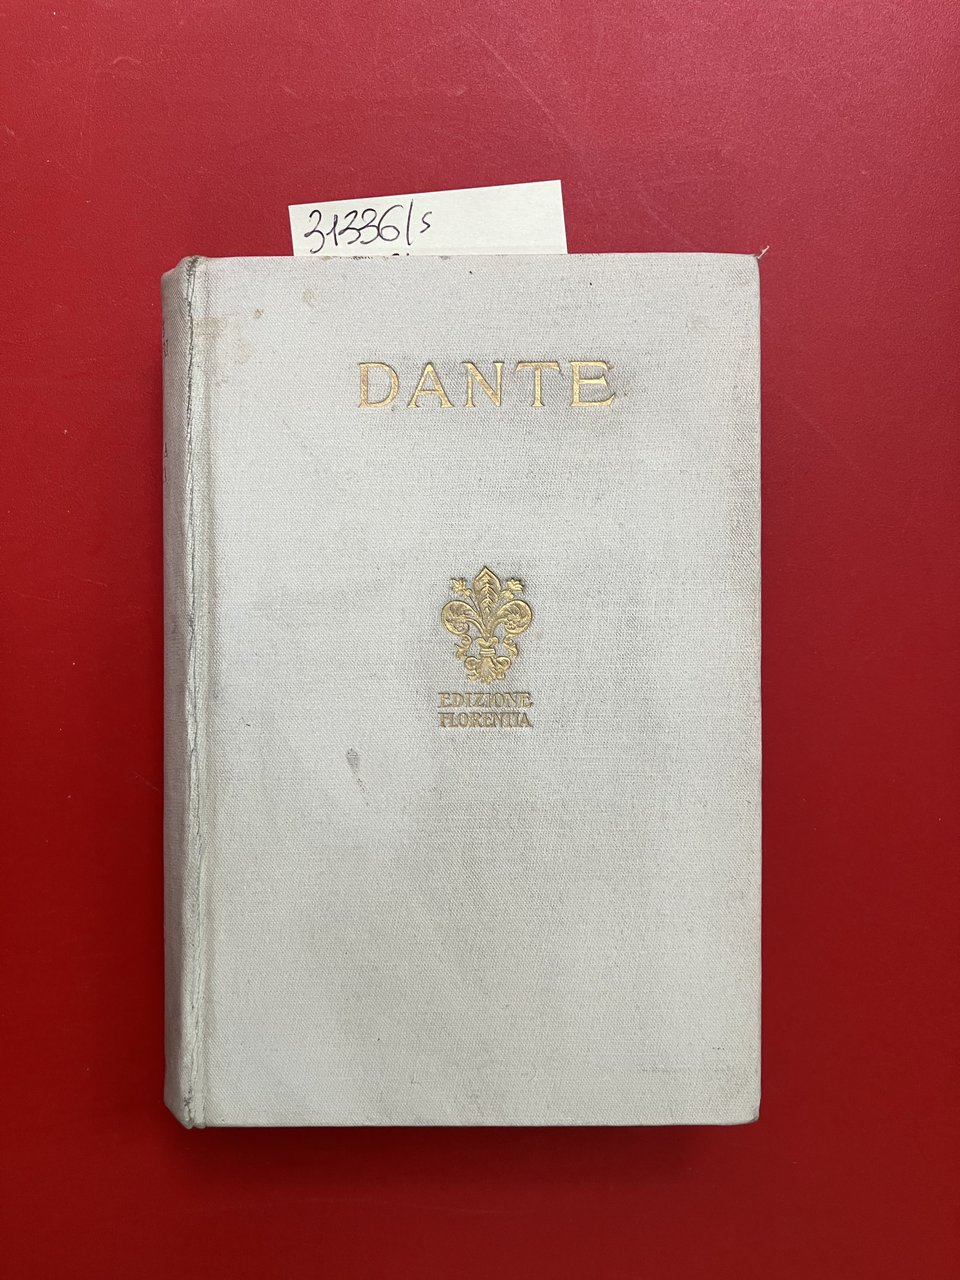 31336/s
DANTE
EDIZIONE
FLORENTIA